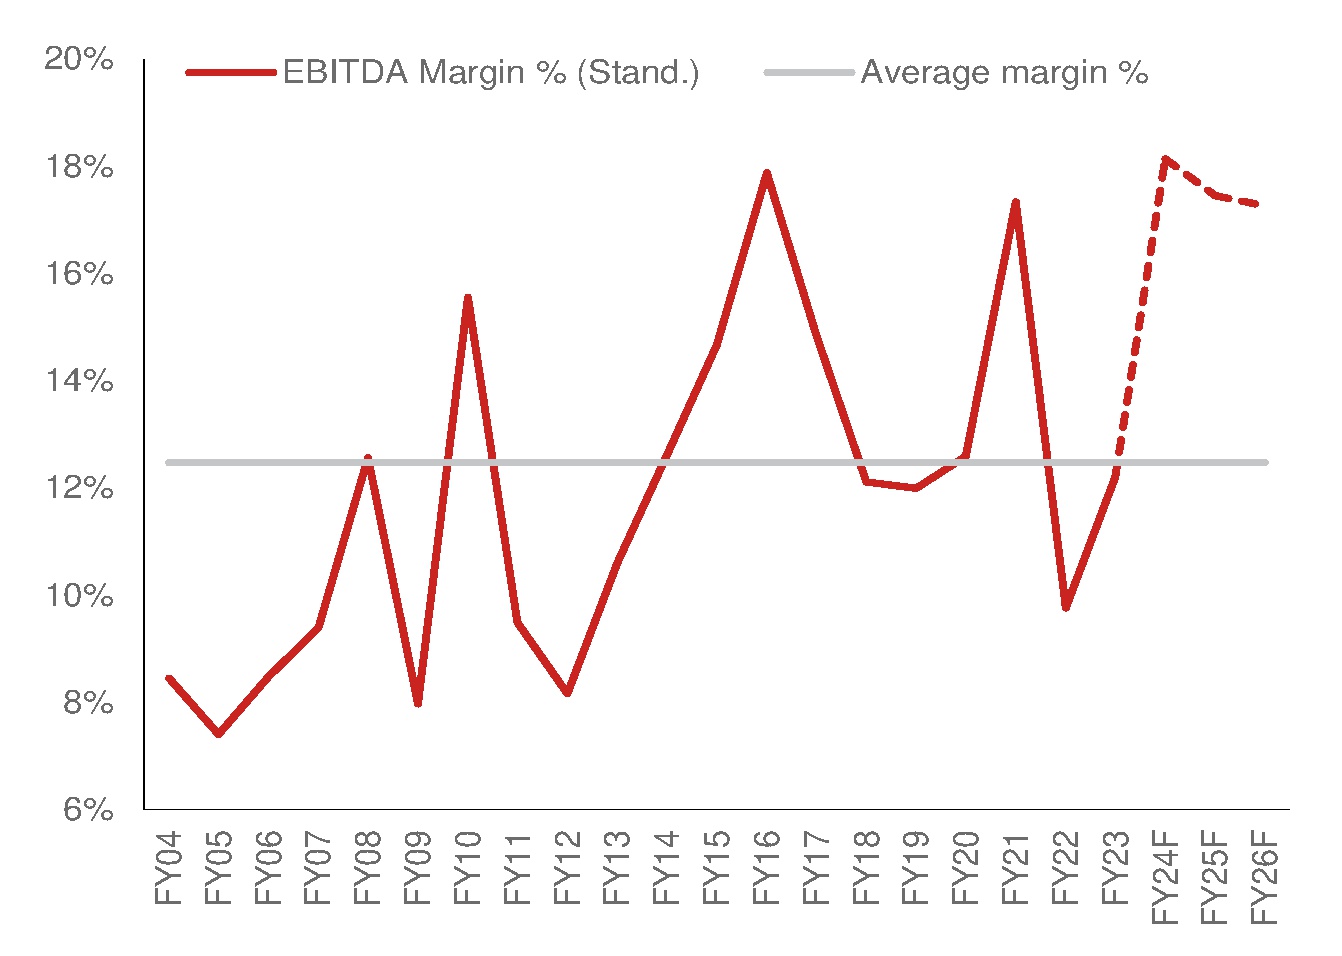 20%
EBITDA Margin % (Stand.)
Average margin %
18%
16%
14%
12%
10%
8%
6%
FY04
FY05
FY06
FY07
FY08
FY09
FY10
FY11
FY12
FY13
FY14
FY15
FY16
FY17
FY18
FY19
FY20
FY21
FY22
FY23
FY24F
FY25F
FY26F